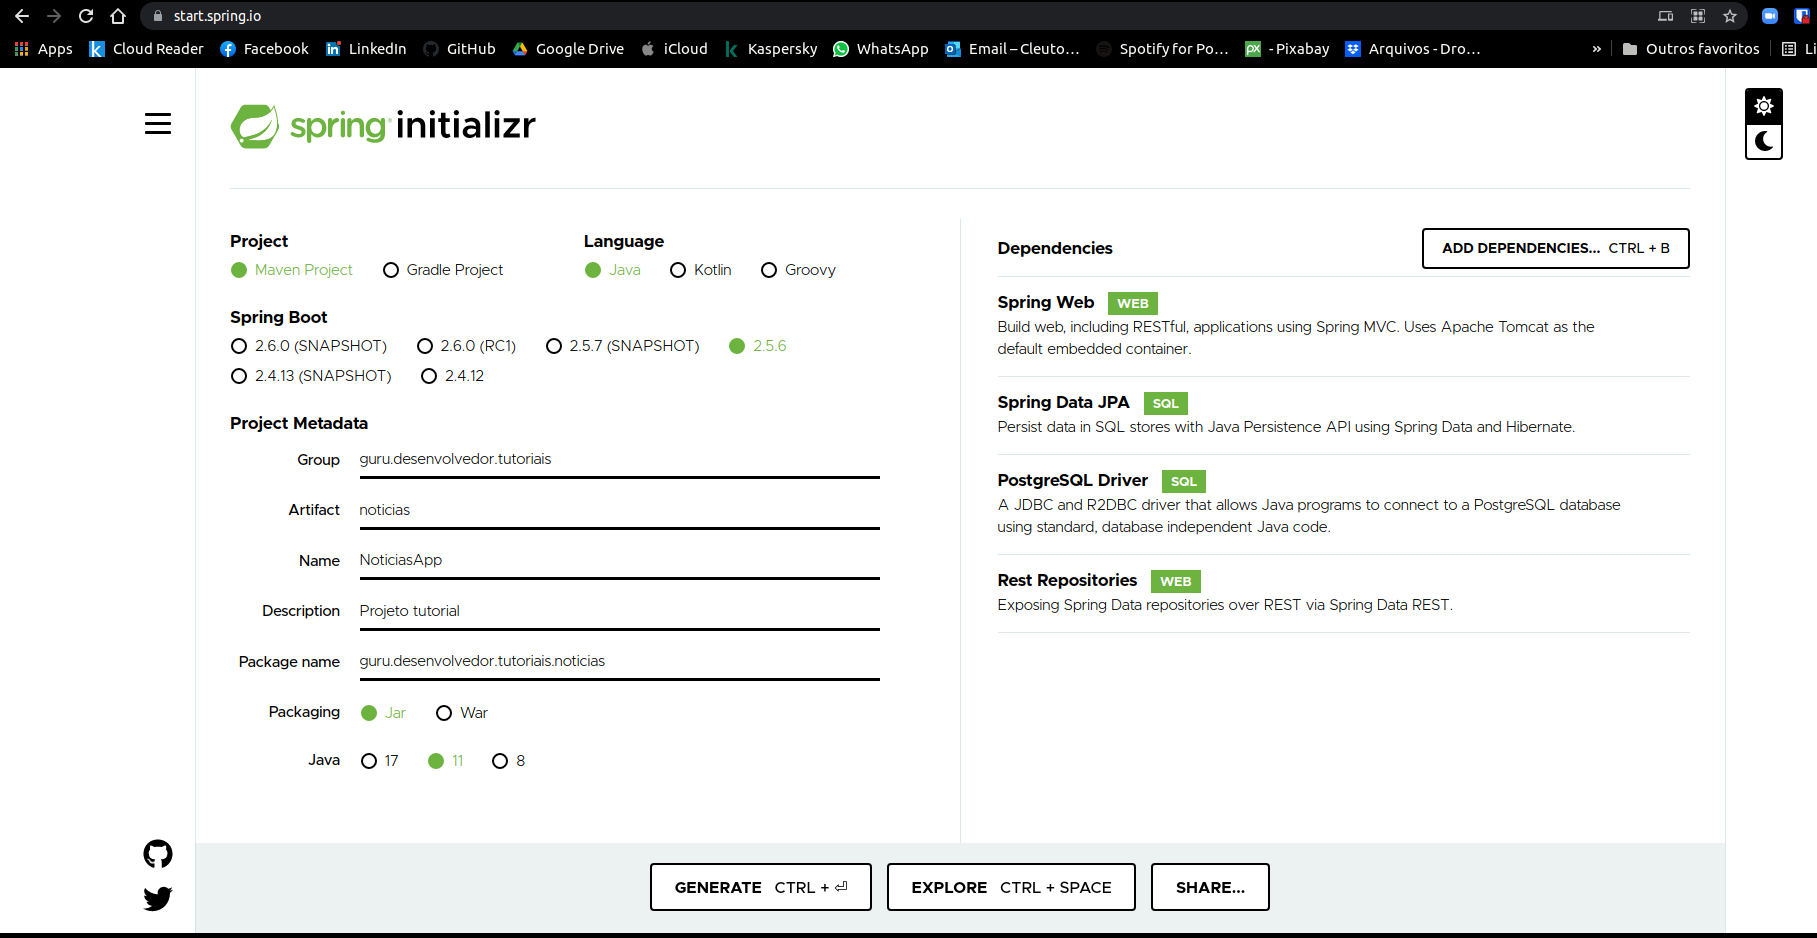 start.spring.io
Apps Cloud Reader Facebook LinkedIn GitHub Google Drive iCloud Kaspersky WhatsApp Email – Cleuto... Spotify for Po... - Pixabay Arquivos - Dro... » Outros favoritos Li
spring initializr
Project
Maven Project Gradle Project
Language
Java Kotlin Groovy
Spring Boot
2.6.0 (SNAPSHOT) 2.6.0 (RC1) 2.5.7 (SNAPSHOT) 2.5.6
2.4.13 (SNAPSHOT) 2.4.12
Project Metadata
Group guru.desenvolvedor.tutoriais
Artifact noticias
Name NoticiasApp
Description Projeto tutorial
Package name guru.desenvolvedor.tutoriais.noticias
Packaging Jar War
Java 17 11 8
Dependencies ADD DEPENDENCIES... CTRL + B
Spring Web WEB
Build web, including RESTful, applications using Spring MVC. Uses Apache Tomcat as the
default embedded container.
Spring Data JPA SQL
Persist data in SQL stores with Java Persistence API using Spring Data and Hibernate.
PostgreSQL Driver SQL
A JDBC and R2DBC driver that allows Java programs to connect to a PostgreSQL database
using standard, database independent Java code.
Rest Repositories WEB
Exposing Spring Data repositories over REST via Spring Data REST.
GENERATE CTRL + ⏎ EXPLORE CTRL + SPACE SHARE...